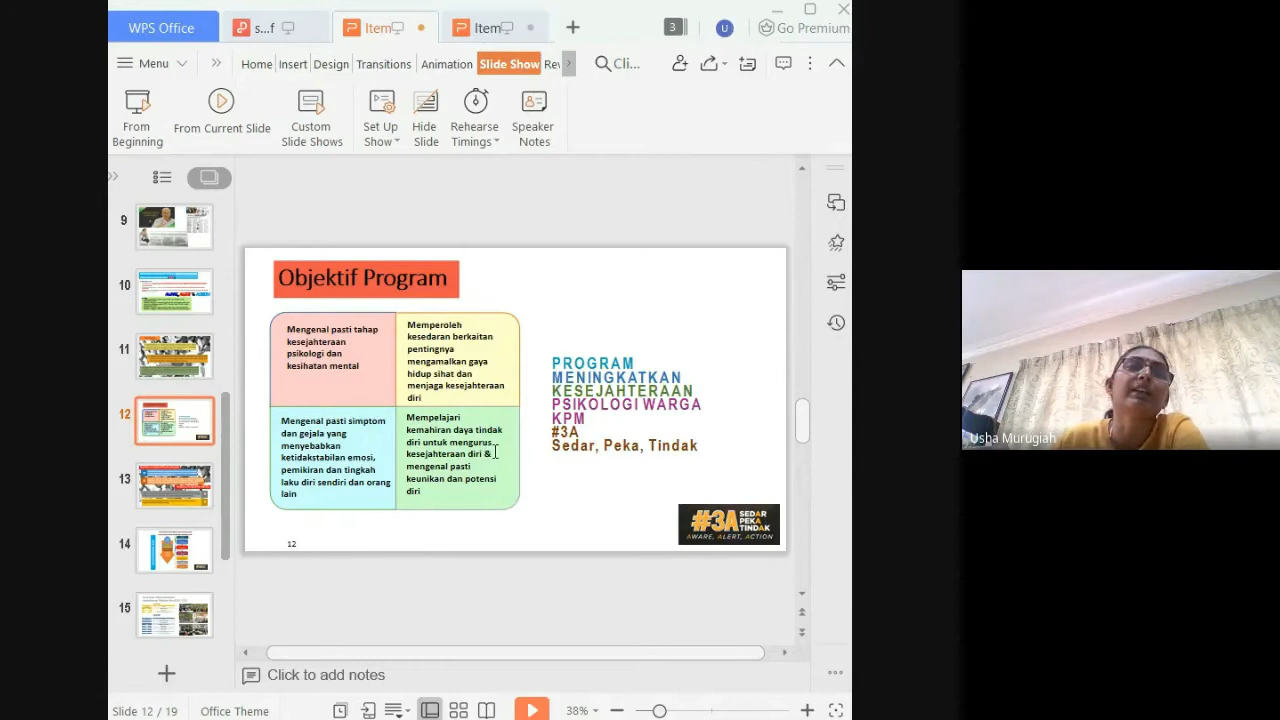 WPS Office
s...f
Item
Item
3
U
Go Premium
Menu
Home
Insert
Design
Transitions
Animation
Slide Show
Cli...
From
Beginning
From Current Slide
Custom
Slide Shows
Set Up
Show
Hide
Slide
Rehearse
Timings
Speaker
Notes
9
10
11
12
13
14
15
Objektif Program
Mengenal pasti tahap
kesejahteraan
psikologi dan
kesihatan mental
Memperoleh
kesedaran berkaitan
pentingnya
mengamalkan gaya
hidup sihat dan
menjaga kesejahteraan
diri
Mengenal pasti simptom
dan gejala yang
menyebabkan
ketidakstabilan emosi,
pemikiran dan tingkah
laku diri sendiri dan orang
lain
Mempelajari
kemahiran daya tindak
diri untuk mengurus
kesejahteraan diri &
mengenal pasti
keunikan dan potensi
diri
PROGRAM
MENINGKATKAN
KESEJAHTERAAN
PSIKOLOGI WARGA
KPM
#3A
Sedar, Peka, Tindak
#3A
SEDAR
PEKA
TINDAK
AWARE, ALERT, ACTION
12
Usha Murugiah
Click to add notes
Slide 12 / 19
Office Theme
38%